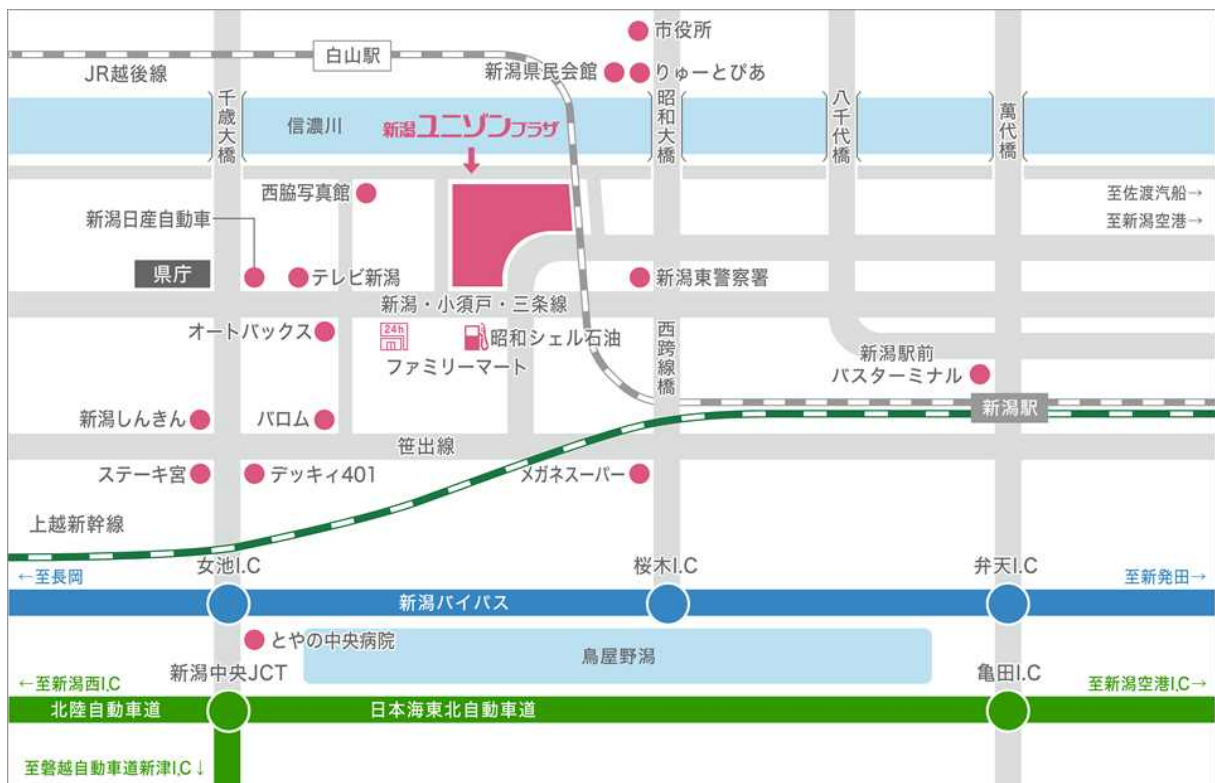 市役所
白山駅
JR越後線
新潟県民会館
りゅーとぴあ
千歳大橋
信濃川
新潟ユニゾンプラザ
昭和大橋
八千代橋
萬代橋
西脇写真館
至佐渡汽船→
新潟日産自動車
至新潟空港→
県庁
テレビ新潟
新潟東警察署
新潟・小須戸・三条線
オートバックス
24h
昭和シェル石油
ファミリーマート
西跨線橋
新潟駅前
バスターミナル
新潟駅
新潟しんきん
バロム
笹出線
ステーキ宮
デッキィ401
メガネスーパー
上越新幹線
女池I.C
桜木I.C
弁天I.C
←至長岡
至新発田→
新潟バイパス
とやの中央病院
鳥屋野潟
新潟中央JCT
亀田I.C
←至新潟西I.C
至新潟空港I.C→
北陸自動車道
日本海東北自動車道
至磐越自動車道新津I.C↓